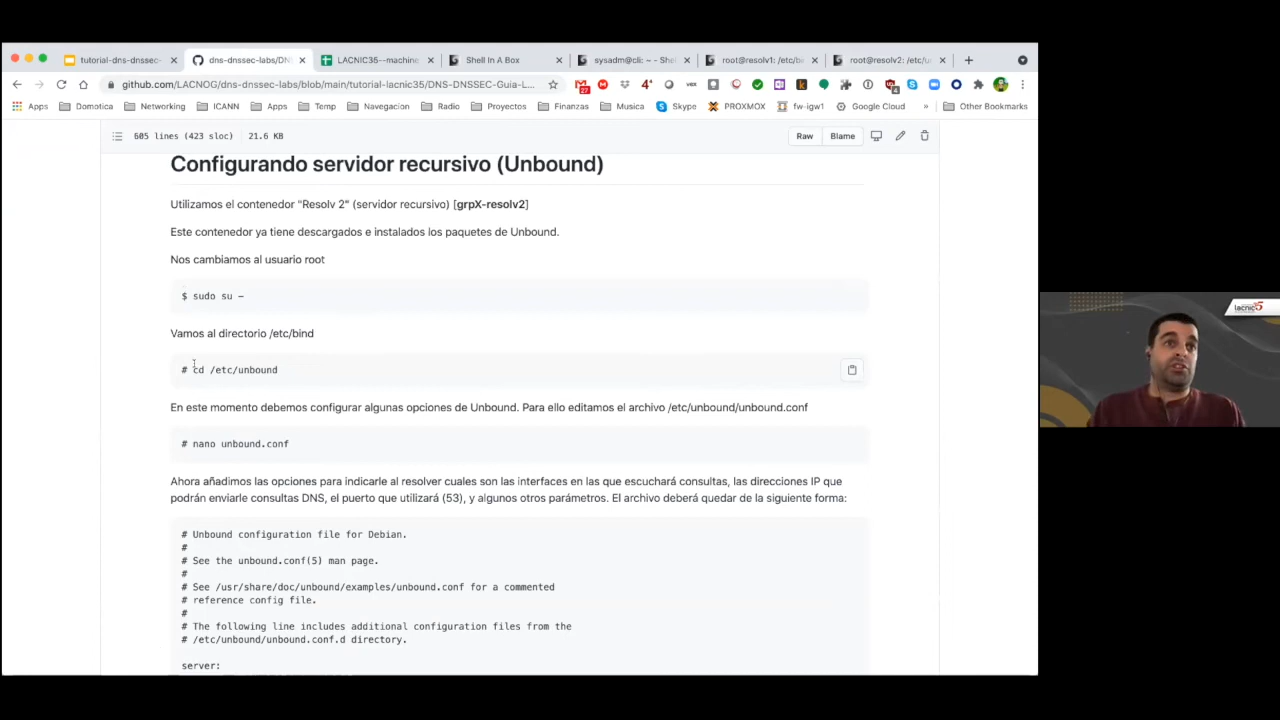 tutorial-dns-dnssec-
dns-dnssec-labs/DN
LACNIC35--machine
Shell In A Box
sysadm@cli: ~ - She
root@resolv1: /etc/be
root@resolv2: /etc/u
github.com/LACNOG/dns-dnssec-labs/blob/main/tutorial-lacnic35/DNS-DNSSEC-Guia-L...
Apps
Domotica
Networking
ICANN
Apps
Temp
Navegacion
Radio
Proyectos
Finanzas
Musica
Skype
PROXMOX
fw-igw1
Google Cloud
»
Other Bookmarks
605 lines (423 sloc)
21.6 KB
Raw
Blame
Configurando servidor recursivo (Unbound)
Utilizamos el contenedor "Resolv 2" (servidor recursivo) [grpX-resolv2]
Este contenedor ya tiene descargados e instalados los paquetes de Unbound.
Nos cambiamos al usuario root
$ sudo su -
Vamos al directorio /etc/bind
# cd /etc/unbound
En este momento debemos configurar algunas opciones de Unbound. Para ello editamos el archivo /etc/unbound/unbound.conf
# nano unbound.conf
Ahora añadimos las opciones para indicarle al resolver cuales son las interfaces en las que escuchará consultas, las direcciones IP que
podrán enviarle consultas DNS, el puerto que utilizará (53), y algunos otros parámetros. El archivo deberá quedar de la siguiente forma:
# Unbound configuration file for Debian.
#
# See the unbound.conf(5) man page.
#
# See /usr/share/doc/unbound/examples/unbound.conf for a commented
# reference config file.
#
# The following line includes additional configuration files from the
# /etc/unbound/unbound.conf.d directory.
server: